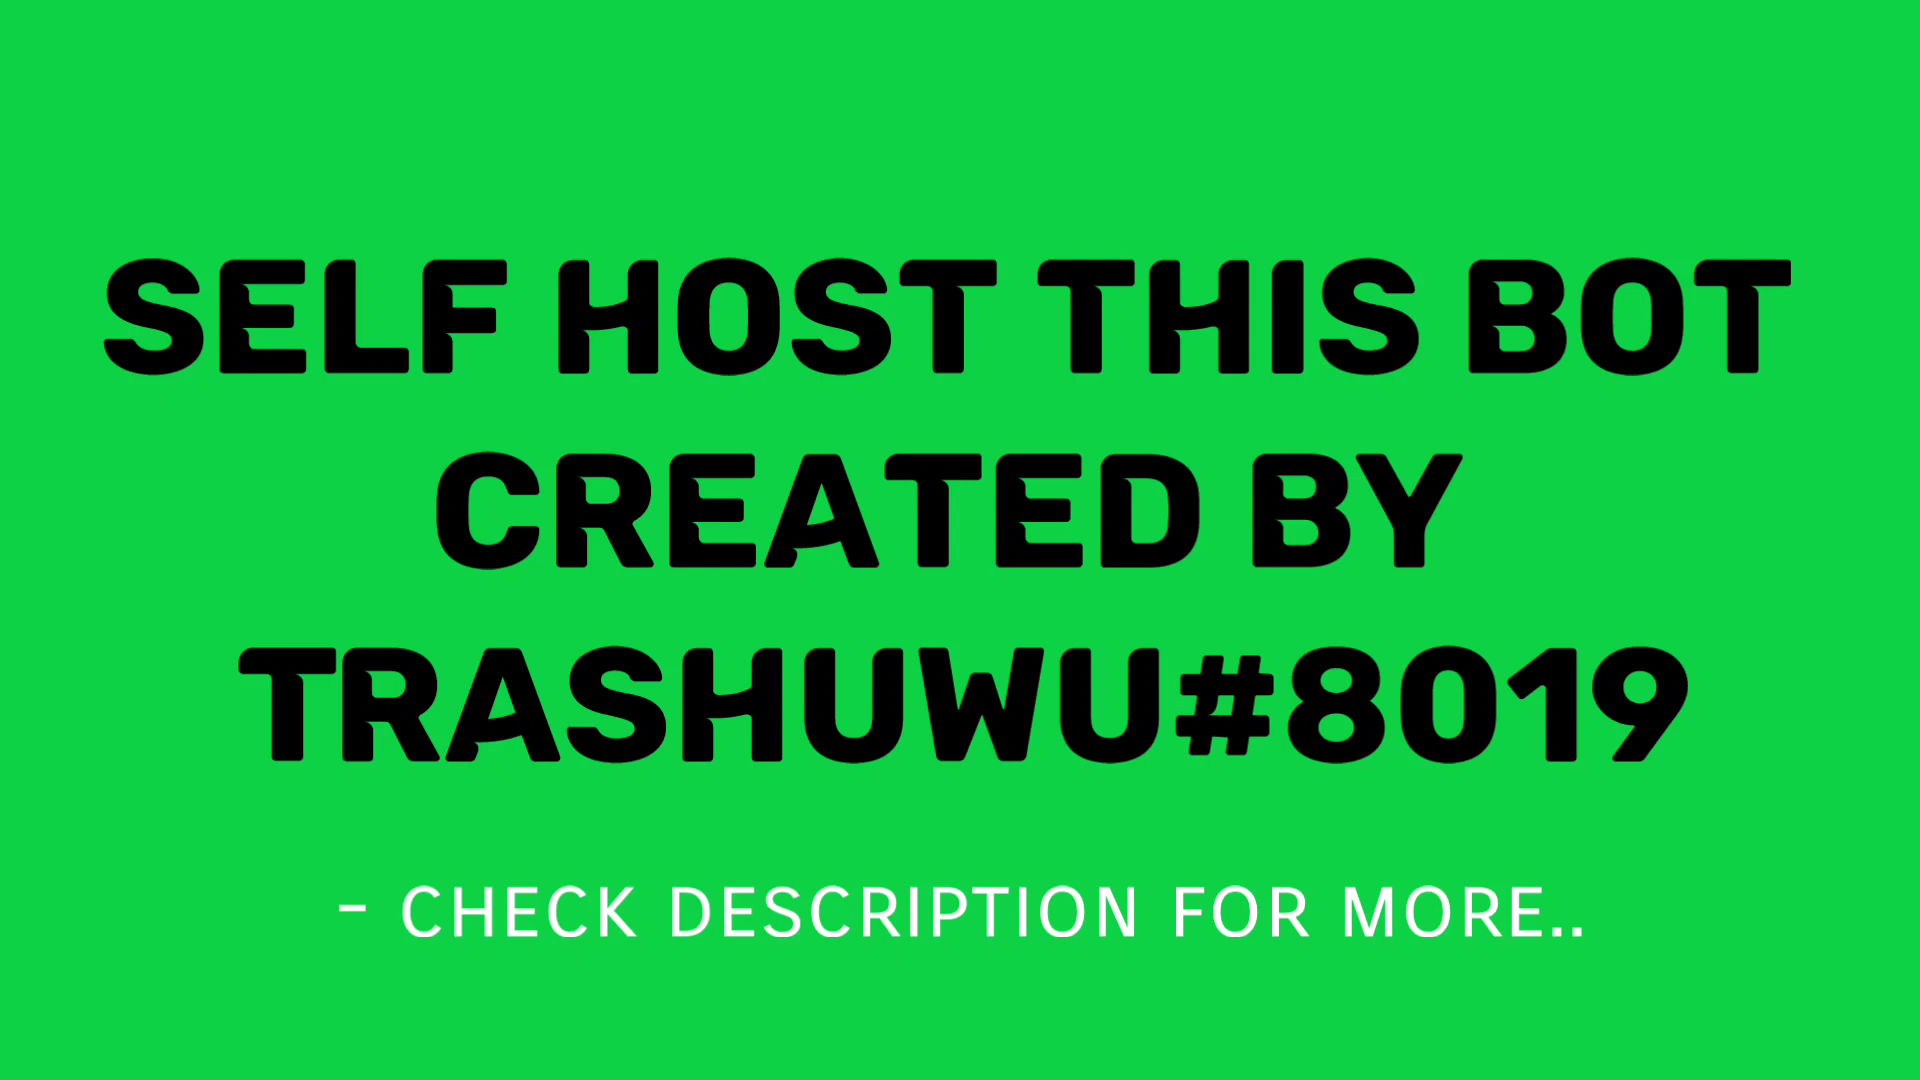 SELF HOST THIS BOT
CREATED BY
TRASHUWU#8019
- CHECK DESCRIPTION FOR MORE..